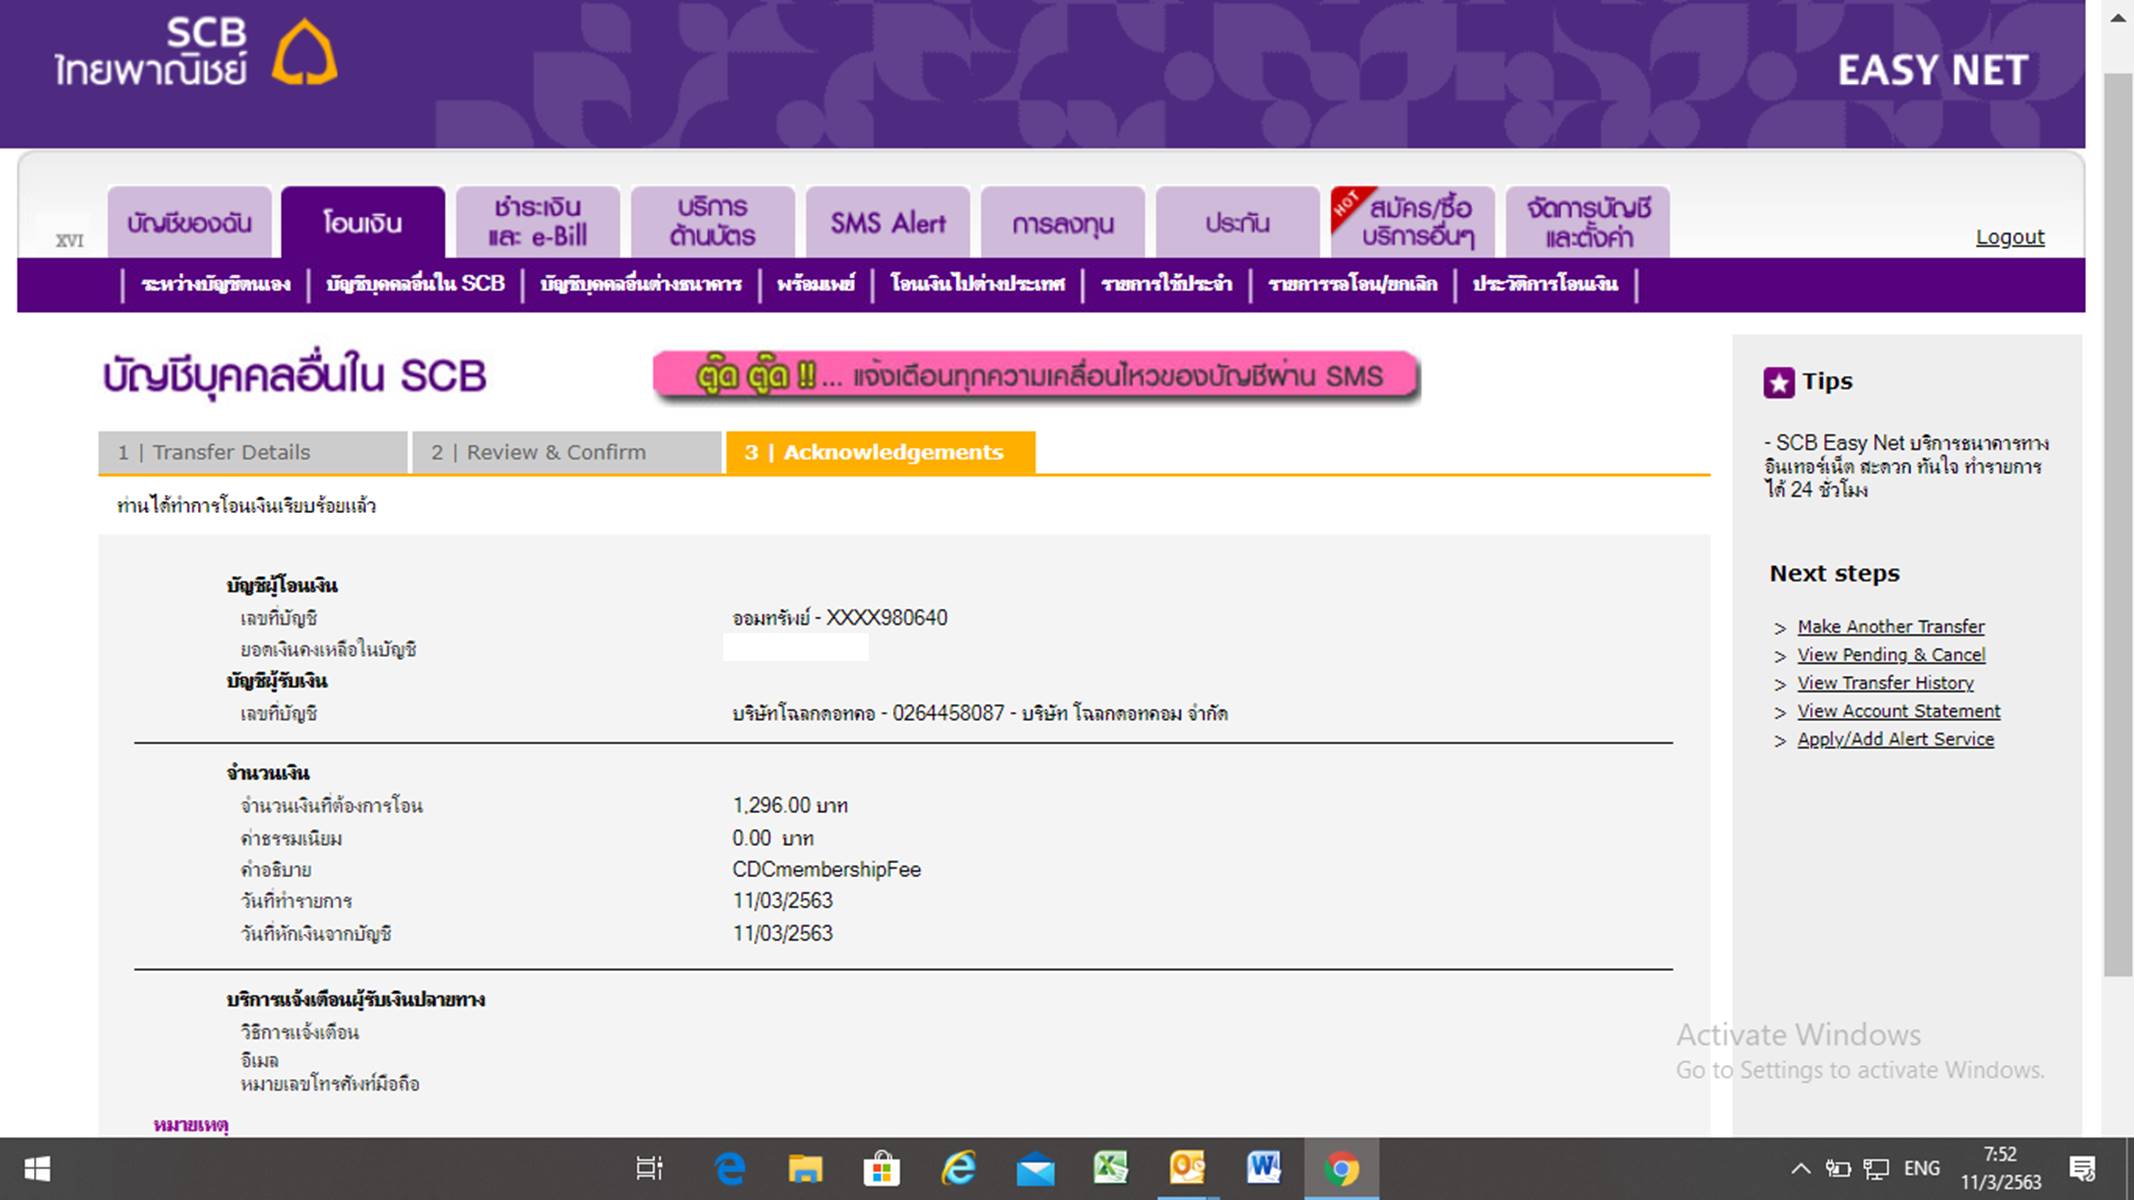 SCB
ไทยพาณิชย์
EASY NET
XVI
บัญชีของฉัน
โอนเงิน
ชำระเงิน
และ e-Bill
บริการ
ด้านบัตร
SMS Alert
การลงทุน
ประกัน
HOT
สมัคร/ซื้อ
บริการอื่นๆ
จัดการบัญชี
และตั้งค่า
Logout
ระหว่างบัญชีตนเอง | บัญชีบุคคลอื่นใน SCB | บัญชีบุคคลอื่นต่างธนาคาร | พร้อมเพย์ | โอนเงินไปต่างประเทศ | รายการใช้ประจำ | รายการรอโอน/ยกเลิก | ประวัติการโอนเงิน
บัญชีบุคคลอื่นใน SCB
ตู๊ด ตู๊ด !! ... แจ้งเตือนทุกความเคลื่อนไหวของบัญชีผ่าน SMS
1 | Transfer Details
2 | Review & Confirm
3 | Acknowledgements
ท่านได้ทำการโอนเงินเรียบร้อยแล้ว
บัญชีผู้โอนเงิน
เลขที่บัญชี ออมทรัพย์ - XXXX980640
ยอดเงินคงเหลือในบัญชี
บัญชีผู้รับเงิน
เลขที่บัญชี บริษัทโฉลกดอทคอ - 0264458087 - บริษัท โฉลกดอทคอม จำกัด
จำนวนเงิน
จำนวนเงินที่ต้องการโอน 1,296.00 บาท
ค่าธรรมเนียม 0.00 บาท
คำอธิบาย CDCmembershipFee
วันที่ทำรายการ 11/03/2563
วันที่หักเงินจากบัญชี 11/03/2563
บริการแจ้งเตือนผู้รับเงินปลายทาง
วิธีการแจ้งเตือน
อีเมล
หมายเลขโทรศัพท์มือถือ
หมายเหตุ
Tips
- SCB Easy Net บริการธนาคารทาง
อินเทอร์เน็ต สะดวก ทันใจ ทำรายการ
ได้ 24 ชั่วโมง
Next steps
> Make Another Transfer
> View Pending & Cancel
> View Transfer History
> View Account Statement
> Apply/Add Alert Service
Activate Windows
Go to Settings to activate Windows.
ENG
7:52
11/3/2563